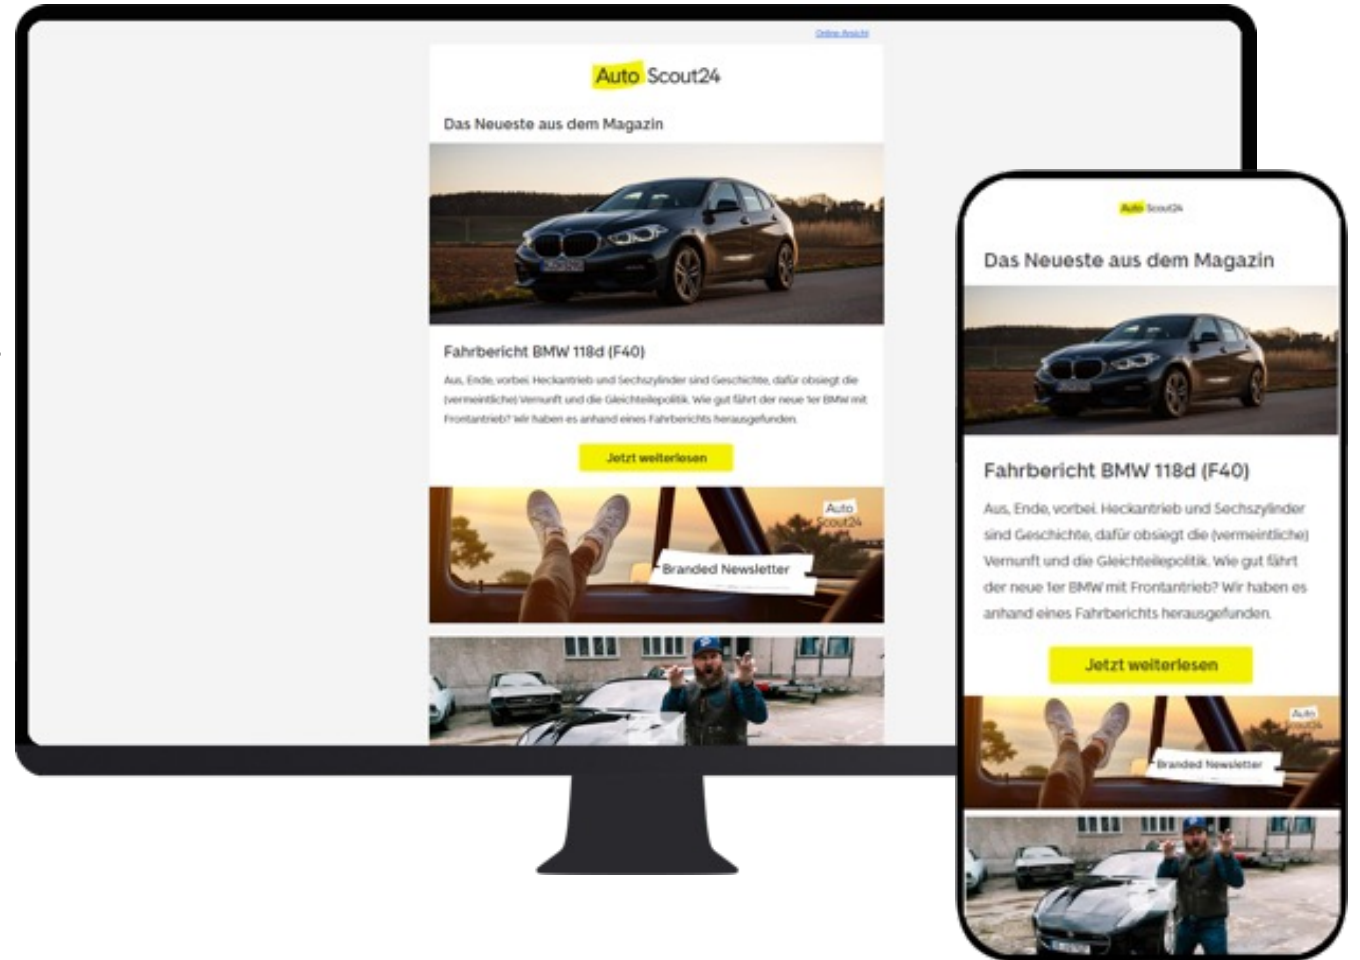 Online Ansicht
Auto Scout24
Das Neueste aus dem Magazin
Fahrbericht BMW 118d (F40)
Aus, Ende, vorbei. Heckantrieb und Sechszylinder sind Geschichte, dafür obsiegt die
(vermeintliche) Vernunft und die Gleichteilepolitik. Wie gut fährt der neue 1er BMW mit
Frontantrieb? Wir haben es anhand eines Fahrberichts herausgefunden.
Jetzt weiterlesen
Auto
Scout24
Branded Newsletter
Auto Scout24
Das Neueste aus dem Magazin
Fahrbericht BMW 118d (F40)
Aus, Ende, vorbei. Heckantrieb und Sechszylinder
sind Geschichte, dafür obsiegt die (vermeintliche)
Vernunft und die Gleichteilepolitik. Wie gut fährt
der neue 1er BMW mit Frontantrieb? Wir haben es
anhand eines Fahrberichts herausgefunden.
Jetzt weiterlesen
Auto
Scout24
Branded Newsletter